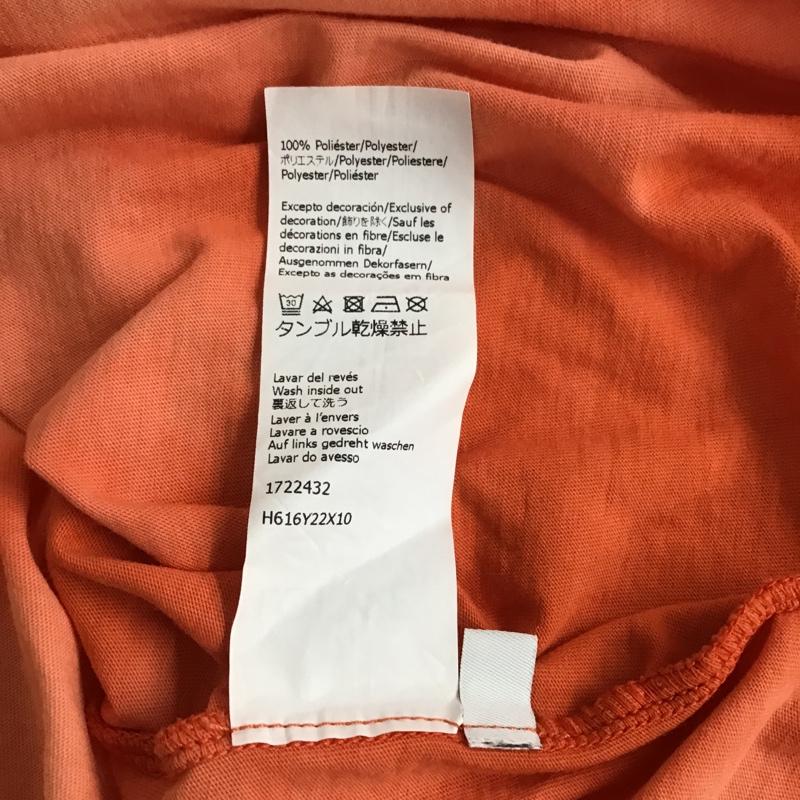 100% Poliéster/Polyester/
ポリエステル/Polyester/Poliestere/
Polyester/Poliéster
Excepto decoración/Exclusive of
decoration/飾りを除く/Sauf les
décorations en fibre/Escluse le
decorazioni in fibra/
Ausgenommen Dekorfasern/
Excepto as decorações em fibra
30
タンブル乾燥禁止
Lavar del revés
Wash inside out
裏返して洗う
Laver à l'envers
Lavare a rovescio
Auf links gedreht waschen
Lavar do avesso
1722432
H616Y22X10